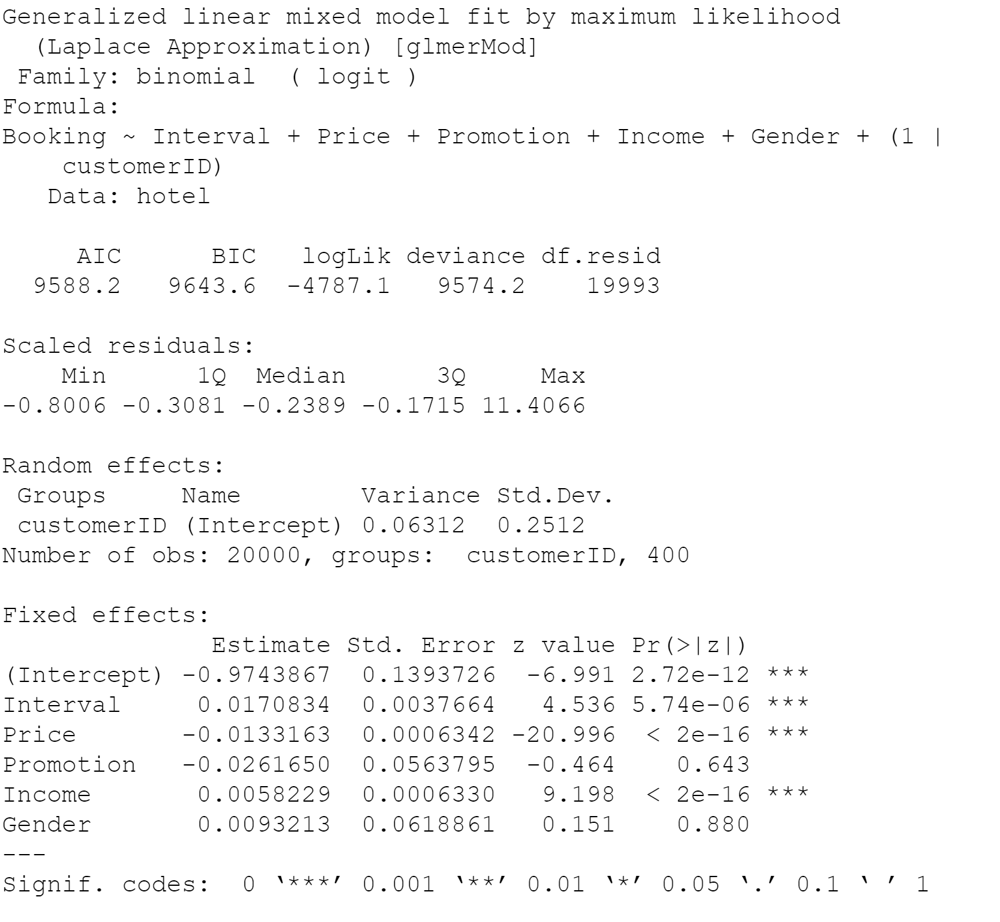 Generalized linear mixed model fit by maximum likelihood
  (Laplace Approximation) [glmerMod]
 Family: binomial  ( logit )
Formula:
Booking ~ Interval + Price + Promotion + Income + Gender + (1 |
    customerID)
   Data: hotel

     AIC      BIC   logLik deviance df.resid
  9588.2   9643.6  -4787.1   9574.2    19993

Scaled residuals:
    Min      1Q  Median      3Q     Max
-0.8006 -0.3081 -0.2389 -0.1715 11.4066

Random effects:
 Groups     Name        Variance Std.Dev.
 customerID (Intercept) 0.06312  0.2512
Number of obs: 20000, groups:  customerID, 400

Fixed effects:
              Estimate Std. Error z value Pr(>|z|)
(Intercept) -0.9743867  0.1393726  -6.991 2.72e-12 ***
Interval     0.0170834  0.0037664   4.536 5.74e-06 ***
Price       -0.0133163  0.0006342 -20.996  < 2e-16 ***
Promotion   -0.0261650  0.0563795  -0.464    0.643
Income       0.0058229  0.0006330   9.198  < 2e-16 ***
Gender       0.0093213  0.0618861   0.151    0.880
---
Signif. codes:  0 ‘***’ 0.001 ‘**’ 0.01 ‘*’ 0.05 ‘.’ 0.1 ‘ ’ 1